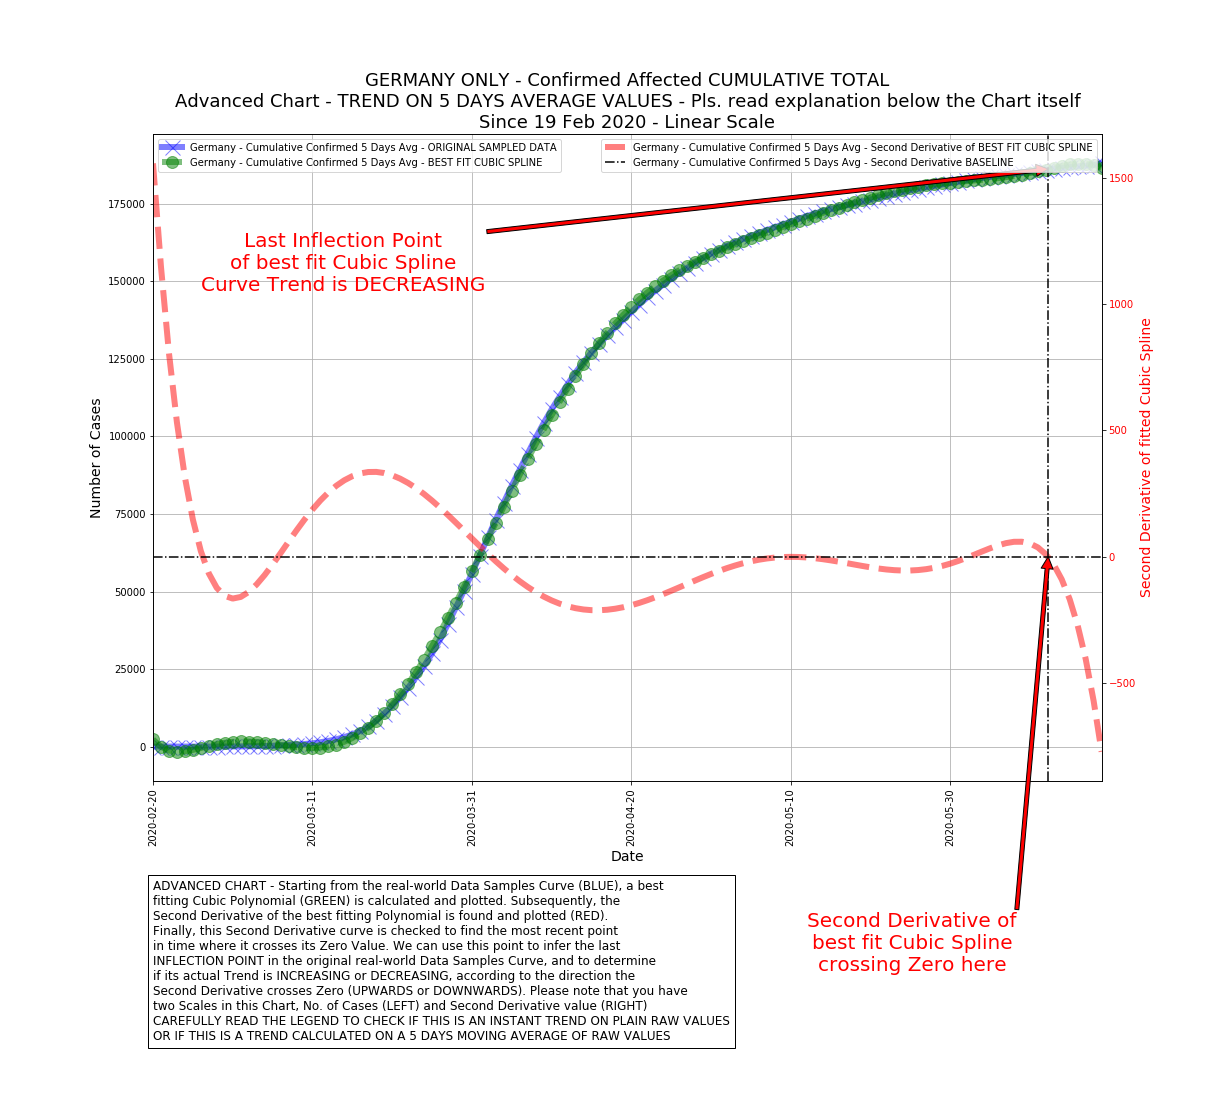 GERMANY ONLY - Confirmed Affected CUMULATIVE TOTAL
Advanced Chart - TREND ON 5 DAYS AVERAGE VALUES - Pls. read explanation below the Chart itself
Since 19 Feb 2020 - Linear Scale
Germany - Cumulative Confirmed 5 Days Avg - ORIGINAL SAMPLED DATA
Germany - Cumulative Confirmed 5 Days Avg - BEST FIT CUBIC SPLINE
Germany - Cumulative Confirmed 5 Days Avg - Second Derivative of BEST FIT CUBIC SPLINE
Germany - Cumulative Confirmed 5 Days Avg - Second Derivative BASELINE
Last Inflection Point
of best fit Cubic Spline
Curve Trend is DECREASING
Number of Cases
175000
150000
125000
100000
75000
50000
25000
0
1500
1000
500
0
−500
Second Derivative of fitted Cubic Spline
2020-02-20
2020-03-11
2020-03-31
2020-04-20
2020-05-10
2020-05-30
Date
ADVANCED CHART - Starting from the real-world Data Samples Curve (BLUE), a best
fitting Cubic Polynomial (GREEN) is calculated and plotted. Subsequently, the
Second Derivative of the best fitting Polynomial is found and plotted (RED).
Finally, this Second Derivative curve is checked to find the most recent point
in time where it crosses its Zero Value. We can use this point to infer the last
INFLECTION POINT in the original real-world Data Samples Curve, and to determine
if its actual Trend is INCREASING or DECREASING, according to the direction the
Second Derivative crosses Zero (UPWARDS or DOWNWARDS). Please note that you have
two Scales in this Chart, No. of Cases (LEFT) and Second Derivative value (RIGHT)
CAREFULLY READ THE LEGEND TO CHECK IF THIS IS AN INSTANT TREND ON PLAIN RAW VALUES
OR IF THIS IS A TREND CALCULATED ON A 5 DAYS MOVING AVERAGE OF RAW VALUES
Second Derivative of
best fit Cubic Spline
crossing Zero here